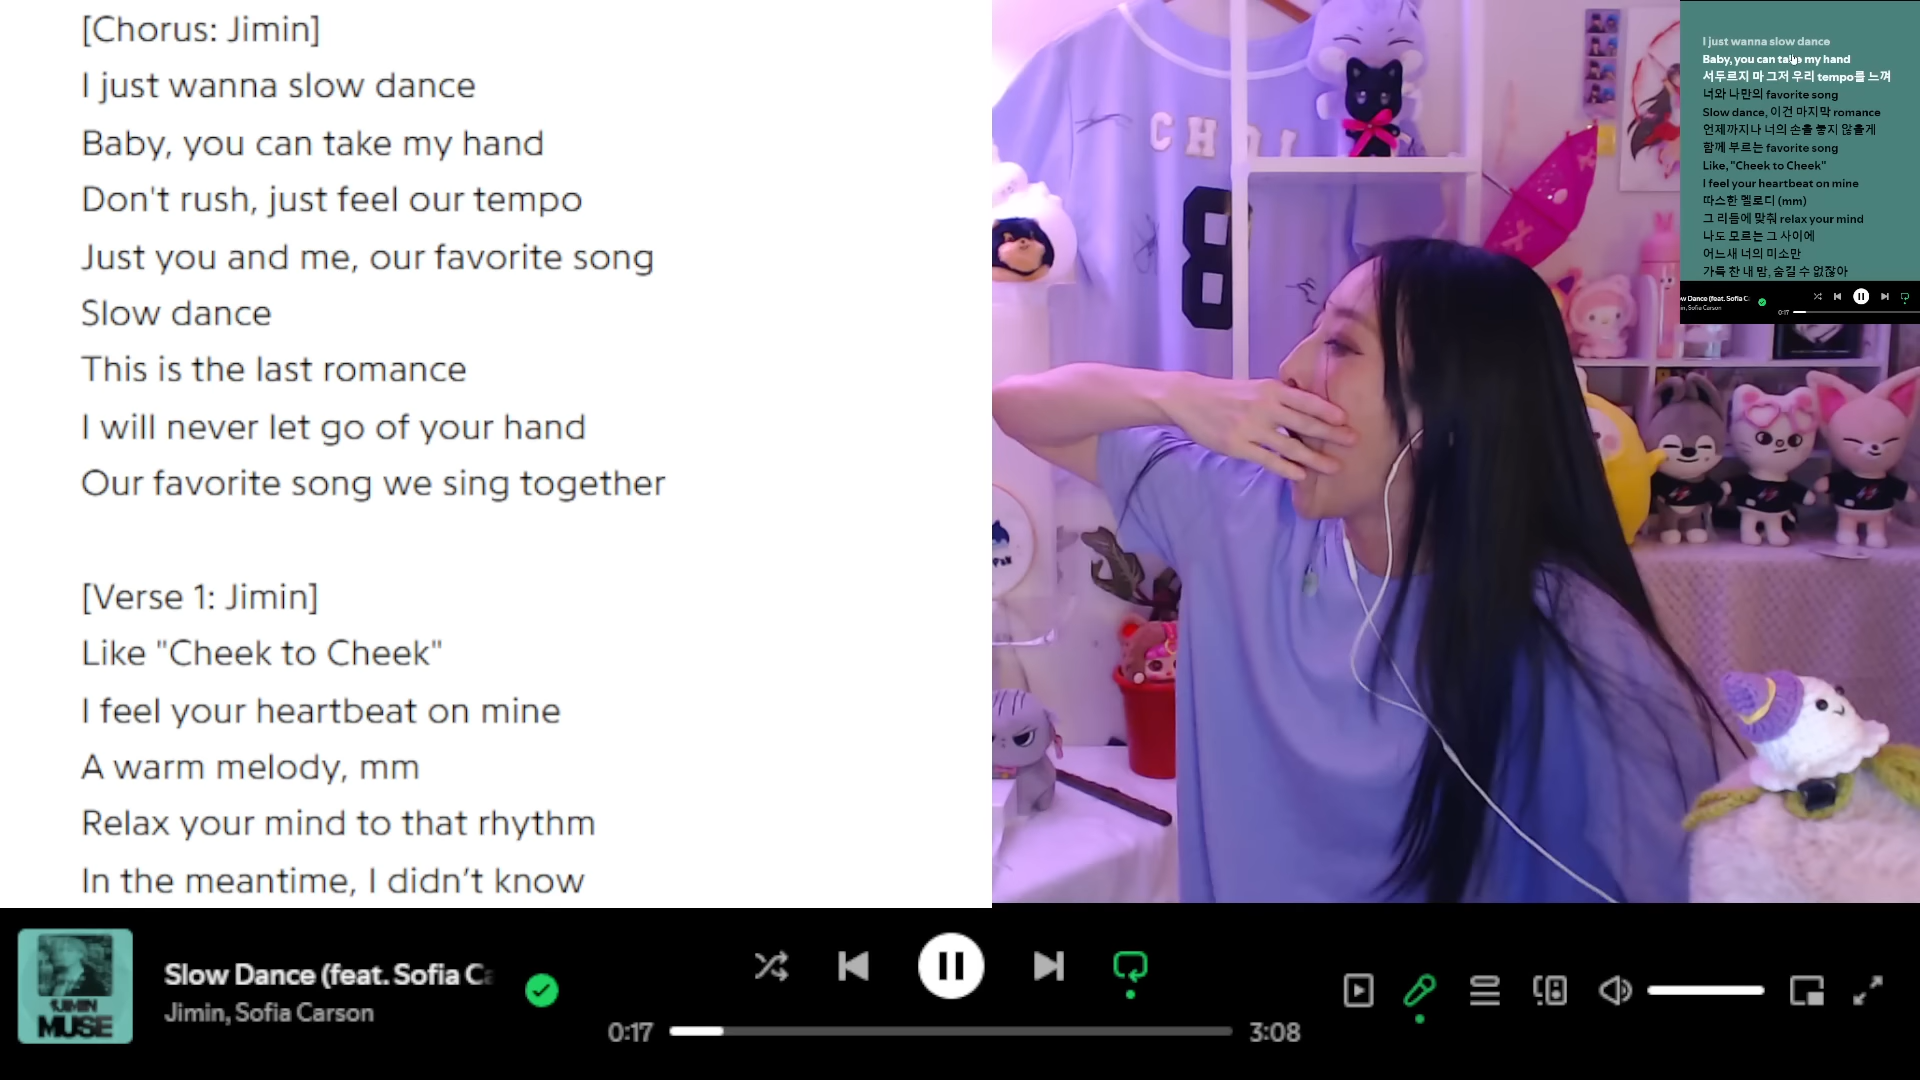 [Chorus: Jimin]
I just wanna slow dance
Baby, you can take my hand
Don't rush, just feel our tempo
Just you and me, our favorite song
Slow dance
This is the last romance
I will never let go of your hand
Our favorite song we sing together
[Verse 1: Jimin]
Like "Cheek to Cheek"
I feel your heartbeat on mine
A warm melody, mm
Relax your mind to that rhythm
In the meantime, I didn’t know
CHOI
8
I just wanna slow dance
Baby, you can take my hand
서두르지 마 그저 우리 tempo를 느껴
너와 나만의 favorite song
Slow dance, 이건 마지막 romance
언제까지나 너의 손을 놓지 않을게
함께 부르는 favorite song
Like, "Cheek to Cheek"
I feel your heartbeat on mine
따스한 멜로디 (mm)
그 리듬에 맞춰 relax your mind
나도 모르는 그 사이에
어느새 너의 미소만
가득 찬 내 맘, 숨길 수 없잖아
ow Dance (feat. Sofia C
in, Sofia Carson
0:17
JIMIN
MUSE
Slow Dance (feat. Sofia Ca
Jimin, Sofia Carson
0:17
3:08